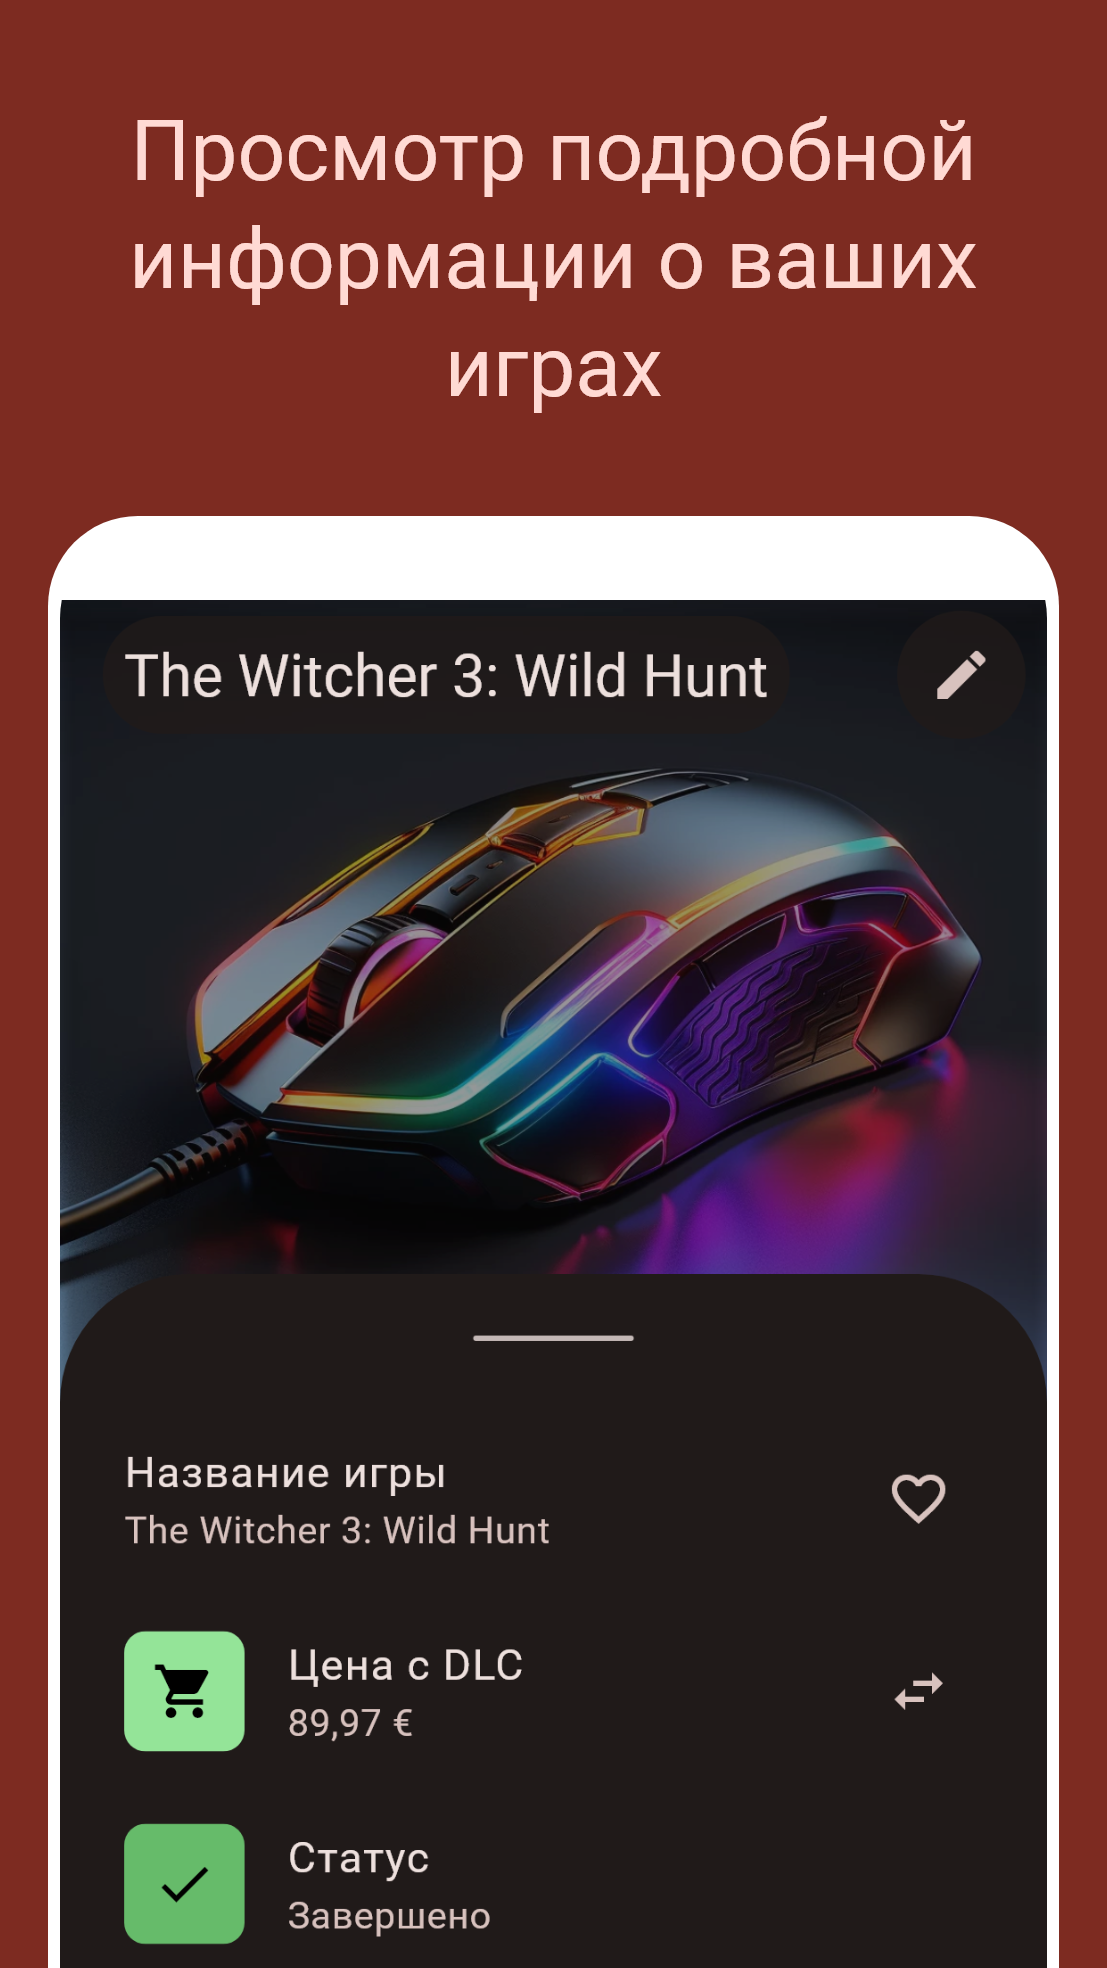 Просмотр подробной
информации о ваших
играх
The Witcher 3: Wild Hunt
Название игры
The Witcher 3: Wild Hunt
Цена с DLC
89,97 €
Статус
Завершено